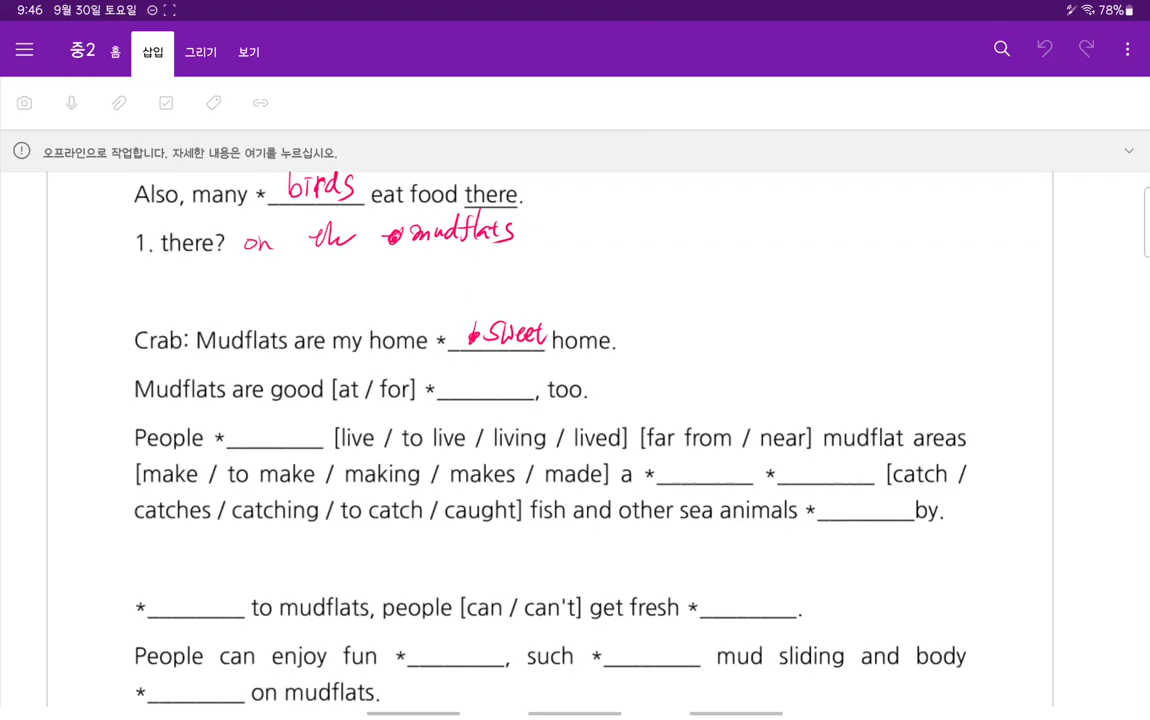 9:46 9월 30일 토요일 78%
중2 홈 삽입 그리기 보기
오프라인으로 작업합니다. 자세한 내용은 여기를 누르십시오.
Also, many *birds eat food there.
1. there? on the mudflats
Crab: Mudflats are my home *sweet home.
Mudflats are good [at / for] *________, too.
People *________ [live / to live / living / lived] [far from / near] mudflat areas
[make / to make / making / makes / made] a *________ *________ [catch /
catches / catching / to catch / caught] fish and other sea animals *________by.
*________ to mudflats, people [can / can't] get fresh *________.
People can enjoy fun *________, such *________ mud sliding and body
*________ on mudflats.